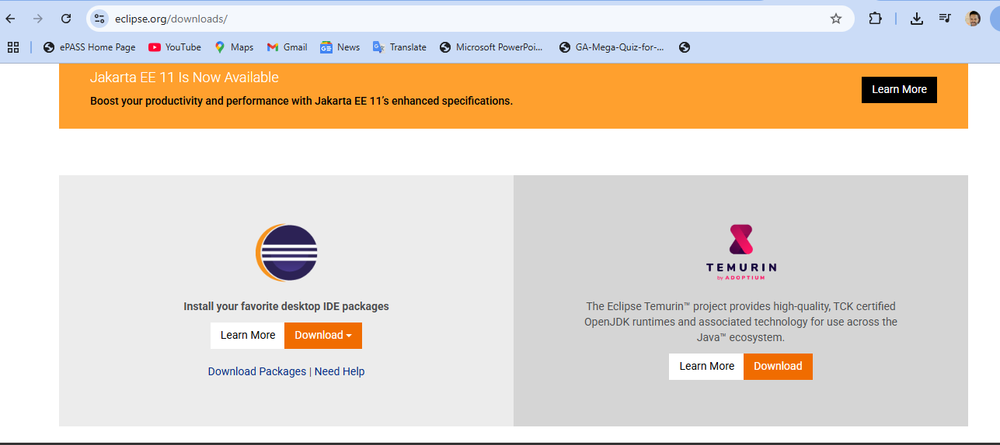 eclipse.org/downloads/
ePASS Home Page
YouTube
Maps
Gmail
News
Translate
Microsoft PowerPoi...
GA-Mega-Quiz-for-...
Jakarta EE 11 Is Now Available
Boost your productivity and performance with Jakarta EE 11's enhanced specifications.
Learn More
Install your favorite desktop IDE packages
Learn More
Download
Download Packages | Need Help
TEMURIN
by ADOPTIUM
The Eclipse Temurin™ project provides high-quality, TCK certified
OpenJDK runtimes and associated technology for use across the
Java™ ecosystem.
Learn More
Download